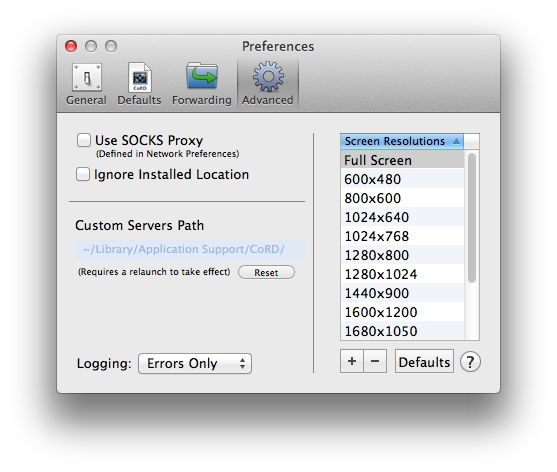 Preferences
General
Defaults
Forwarding
Advanced
CoRD
Use SOCKS Proxy
(Defined in Network Preferences)
Ignore Installed Location
Custom Servers Path
~/Library/Application Support/CoRD/
(Requires a relaunch to take effect)
Reset
Logging:
Errors Only
Screen Resolutions
Full Screen
600x480
800x600
1024x640
1024x768
1280x800
1280x1024
1440x900
1600x1200
1680x1050
+
−
Defaults
?